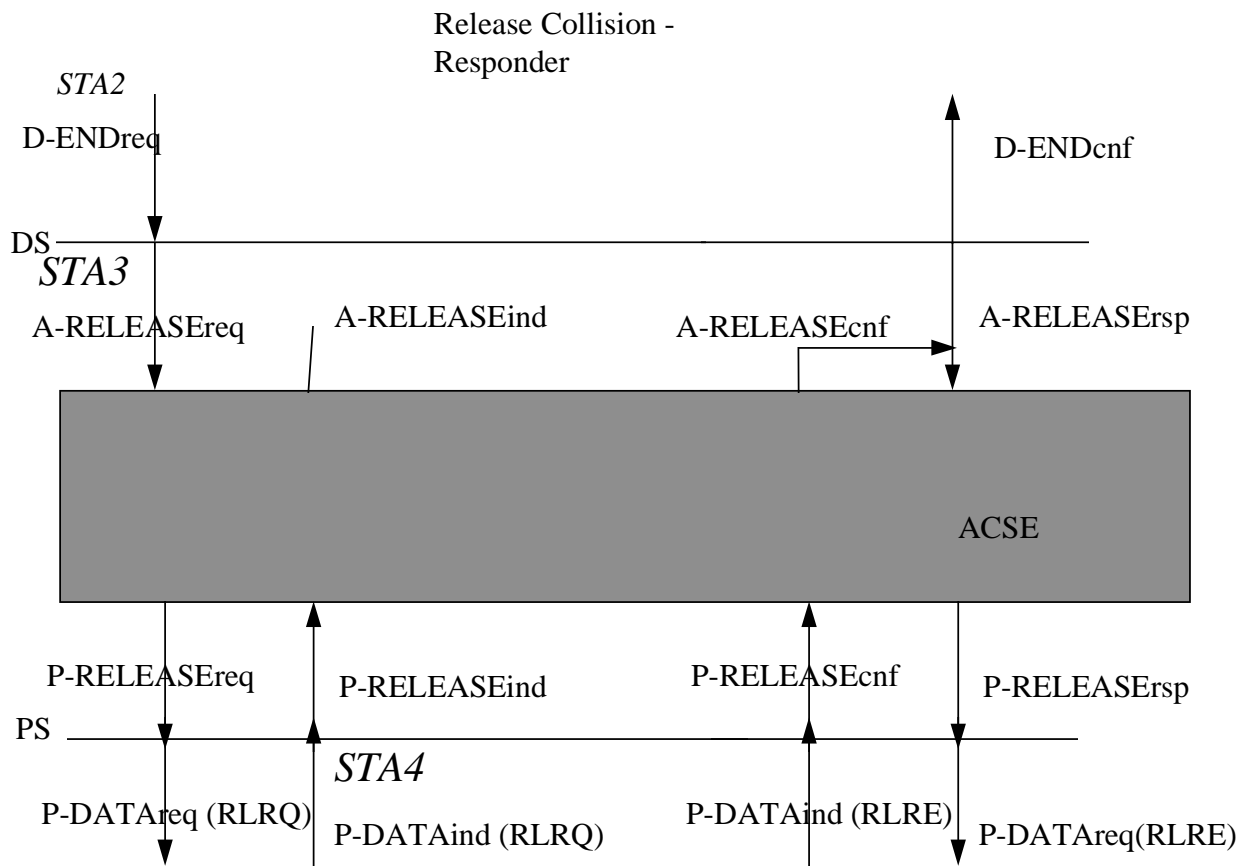 Release Collision -
Responder
STA2
D-ENDreq
D-ENDcnf
DS
STA3
A-RELEASEreq
A-RELEASEind
A-RELEASEcnf
A-RELEASErsp
ACSE
P-RELEASEreq
P-RELEASEind
P-RELEASEcnf
P-RELEASErsp
PS
STA4
P-DATAreq (RLRQ)
P-DATAind (RLRQ)
P-DATAind (RLRE)
P-DATAreq(RLRE)